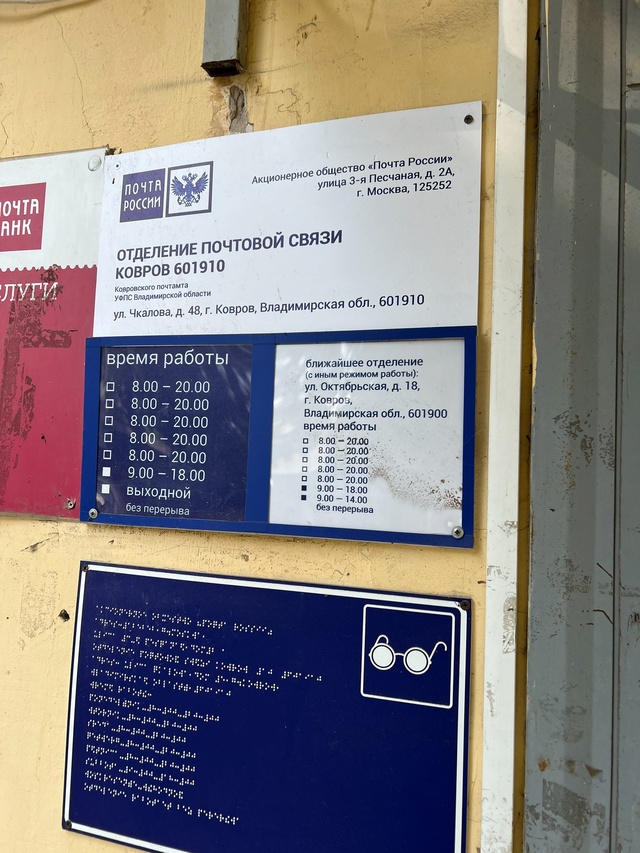 ПОЧТА
БАНК
ПОЧТА
РОССИИ
Акционерное общество «Почта России»
улица 3-я Песчаная, д. 2А,
г. Москва, 125252
ОТДЕЛЕНИЕ ПОЧТОВОЙ СВЯЗИ
КОВРОВ 601910
Ковровского почтамта
УФПС Владимирской области
ул. Чкалова, д. 48, г. Ковров, Владимирская обл., 601910
время работы
8.00 – 20.00
8.00 – 20.00
8.00 – 20.00
8.00 – 20.00
8.00 – 20.00
9.00 – 18.00
выходной
без перерыва
ближайшее отделение
(с иным режимом работы):
ул. Октябрьская, д. 18,
г. Ковров,
Владимирская обл., 601900
время работы
8.00 – 20.00
8.00 – 20.00
8.00 – 20.00
8.00 – 20.00
8.00 – 20.00
9.00 – 18.00
9.00 – 14.00
без перерыва